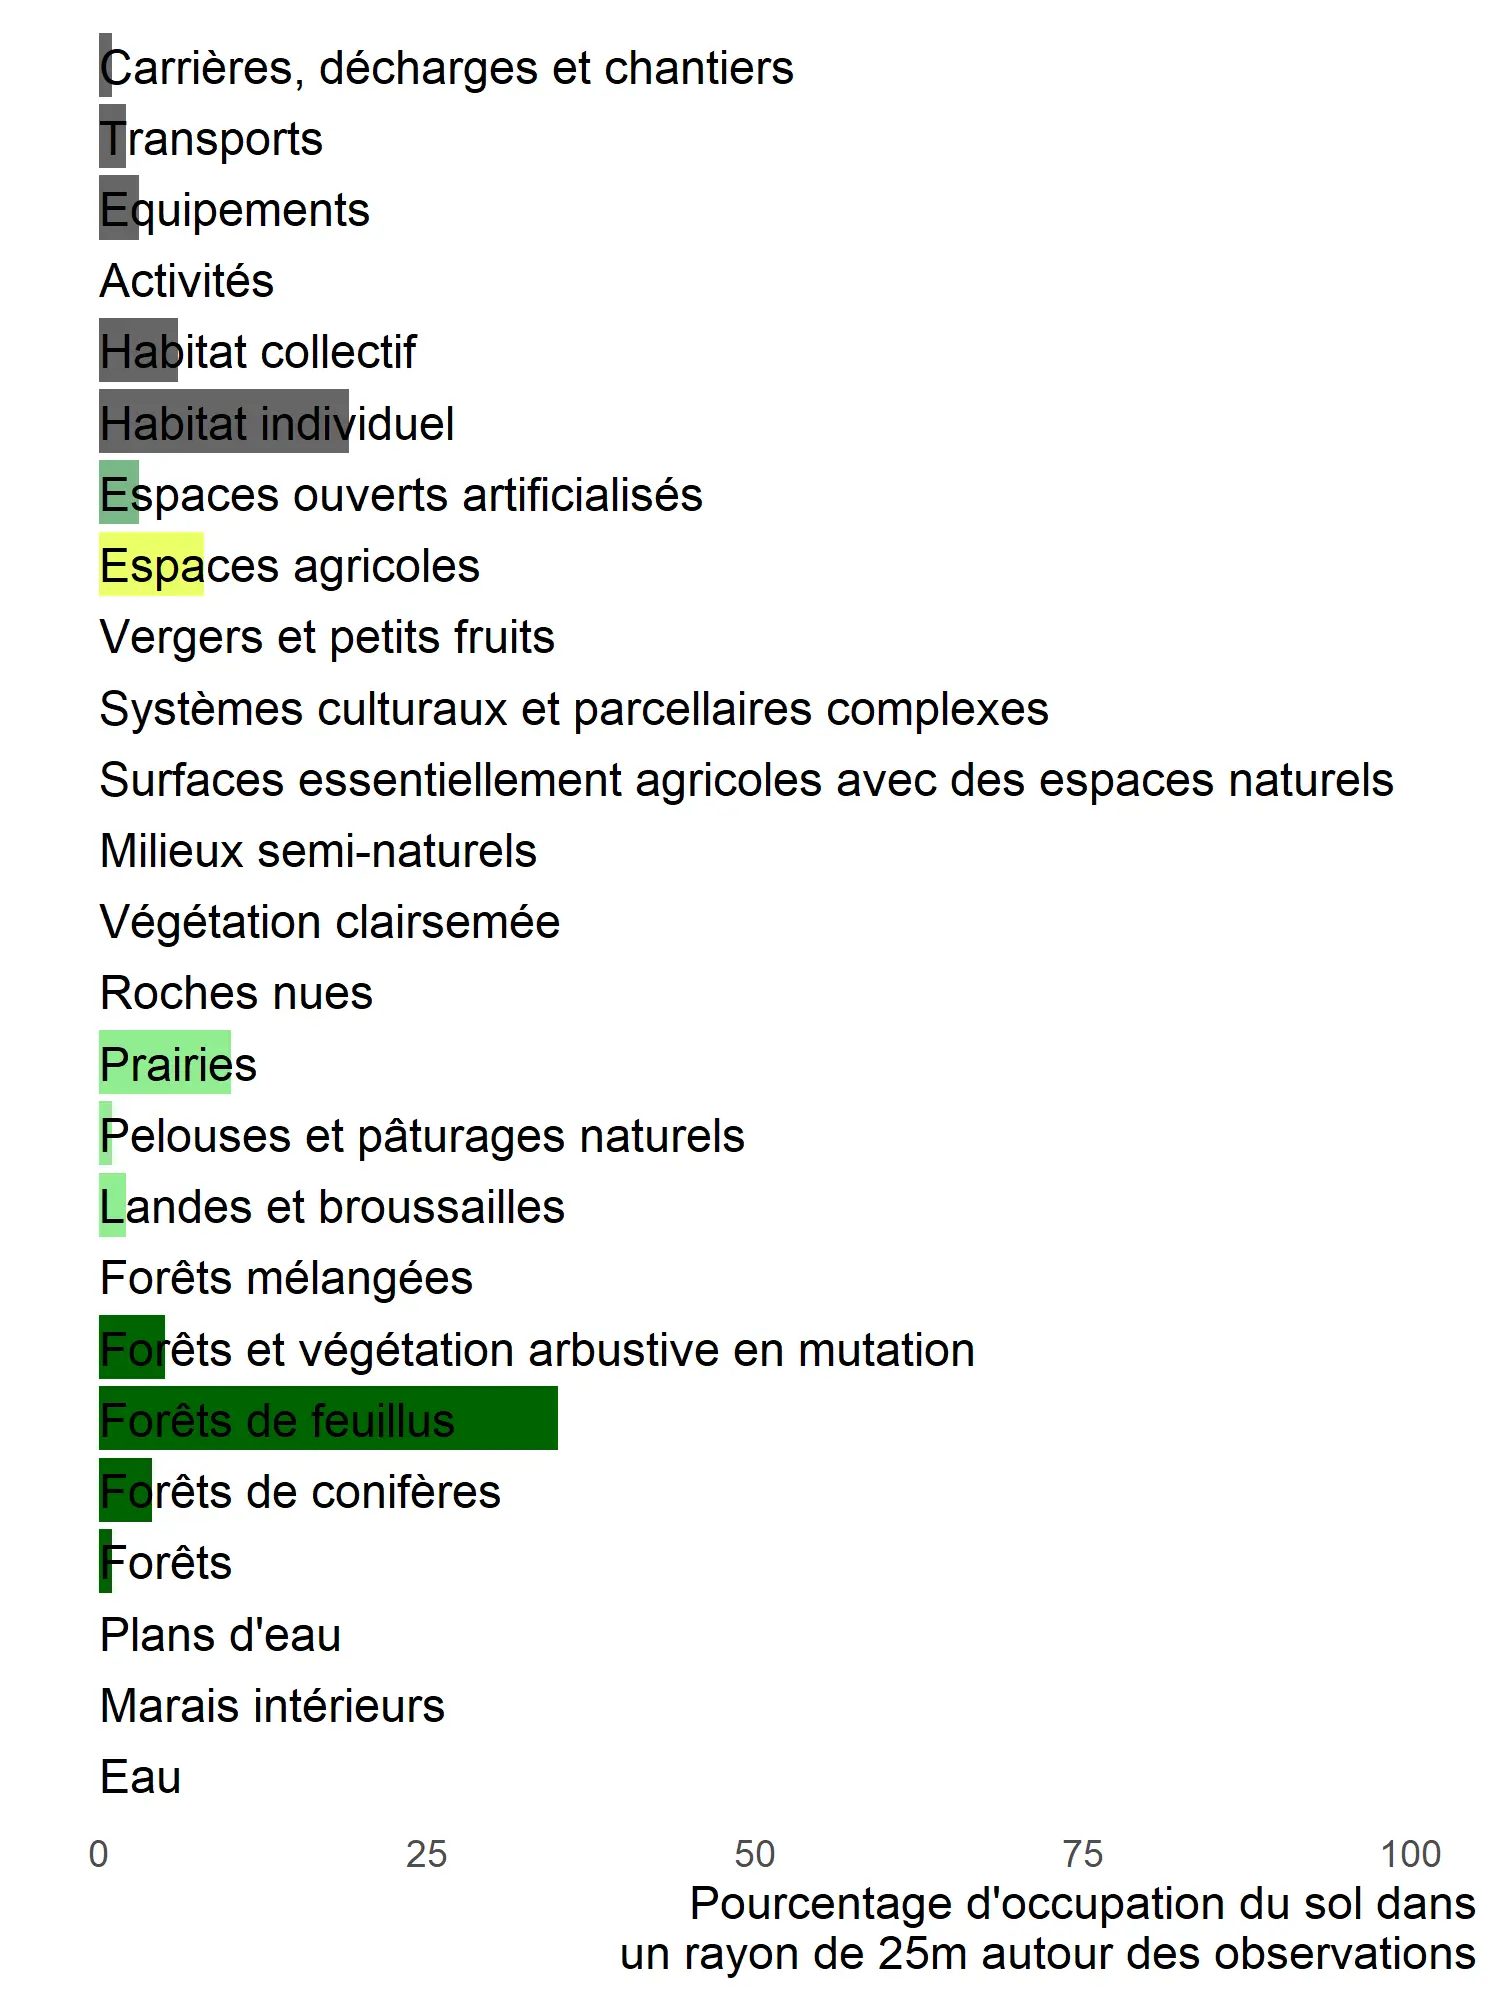 Carrières, décharges et chantiers
Transports
Equipements
Activités
Habitat collectif
Habitat individuel
Espaces ouverts artificialisés
Espaces agricoles
Vergers et petits fruits
Systèmes culturaux et parcellaires complexes
Surfaces essentiellement agricoles avec des espaces naturels
Milieux semi-naturels
Végétation clairsemée
Roches nues
Prairies
Pelouses et pâturages naturels
Landes et broussailles
Forêts mélangées
Forêts et végétation arbustive en mutation
Forêts de feuillus
Forêts de conifères
Forêts
Plans d'eau
Marais intérieurs
Eau
0 25 50 75 100
Pourcentage d'occupation du sol dans
un rayon de 25m autour des observations